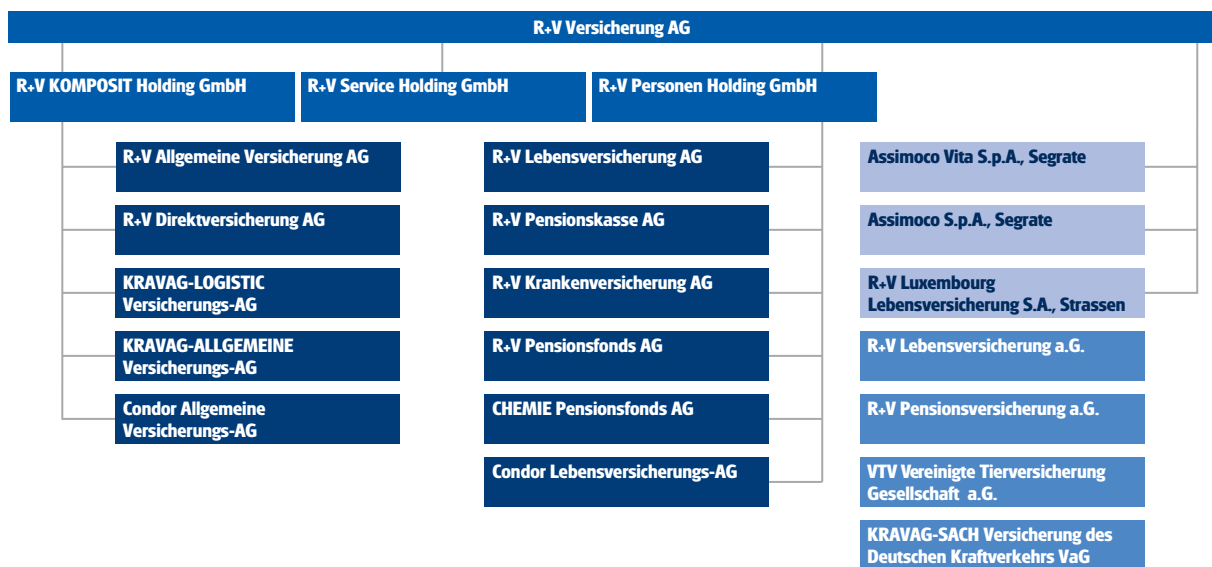 R+V Versicherung AG
R+V KOMPOSIT Holding GmbH
R+V Service Holding GmbH
R+V Personen Holding GmbH
R+V Allgemeine Versicherung AG
R+V Direktversicherung AG
KRAVAG-LOGISTIC
Versicherungs-AG
KRAVAG-ALLGEMEINE
Versicherungs-AG
Condor Allgemeine
Versicherungs-AG
R+V Lebensversicherung AG
R+V Pensionskasse AG
R+V Krankenversicherung AG
R+V Pensionsfonds AG
CHEMIE Pensionsfonds AG
Condor Lebensversicherungs-AG
Assimoco Vita S.p.A., Segrate
Assimoco S.p.A., Segrate
R+V Luxembourg
Lebensversicherung S.A., Strassen
R+V Lebensversicherung a.G.
R+V Pensionsversicherung a.G.
VTV Vereinigte Tierversicherung
Gesellschaft a.G.
KRAVAG-SACH Versicherung des
Deutschen Kraftverkehrs VaG